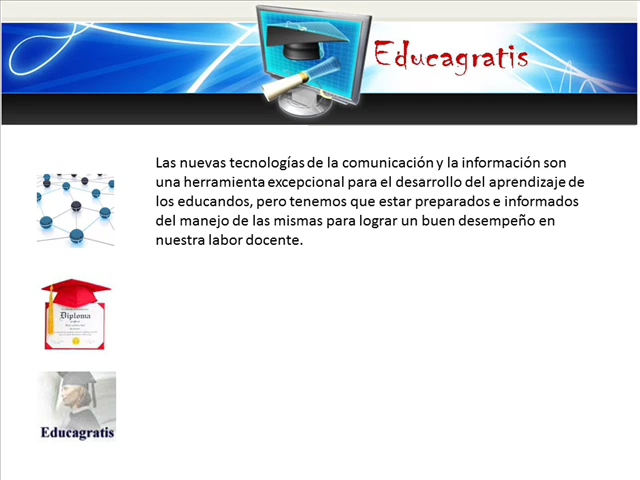 Educagratis
Las nuevas tecnologías de la comunicación y la información son
una herramienta excepcional para el desarrollo del aprendizaje de
los educandos, pero tenemos que estar preparados e informados
del manejo de las mismas para lograr un buen desempeño en
nuestra labor docente.
Diploma
Educagratis